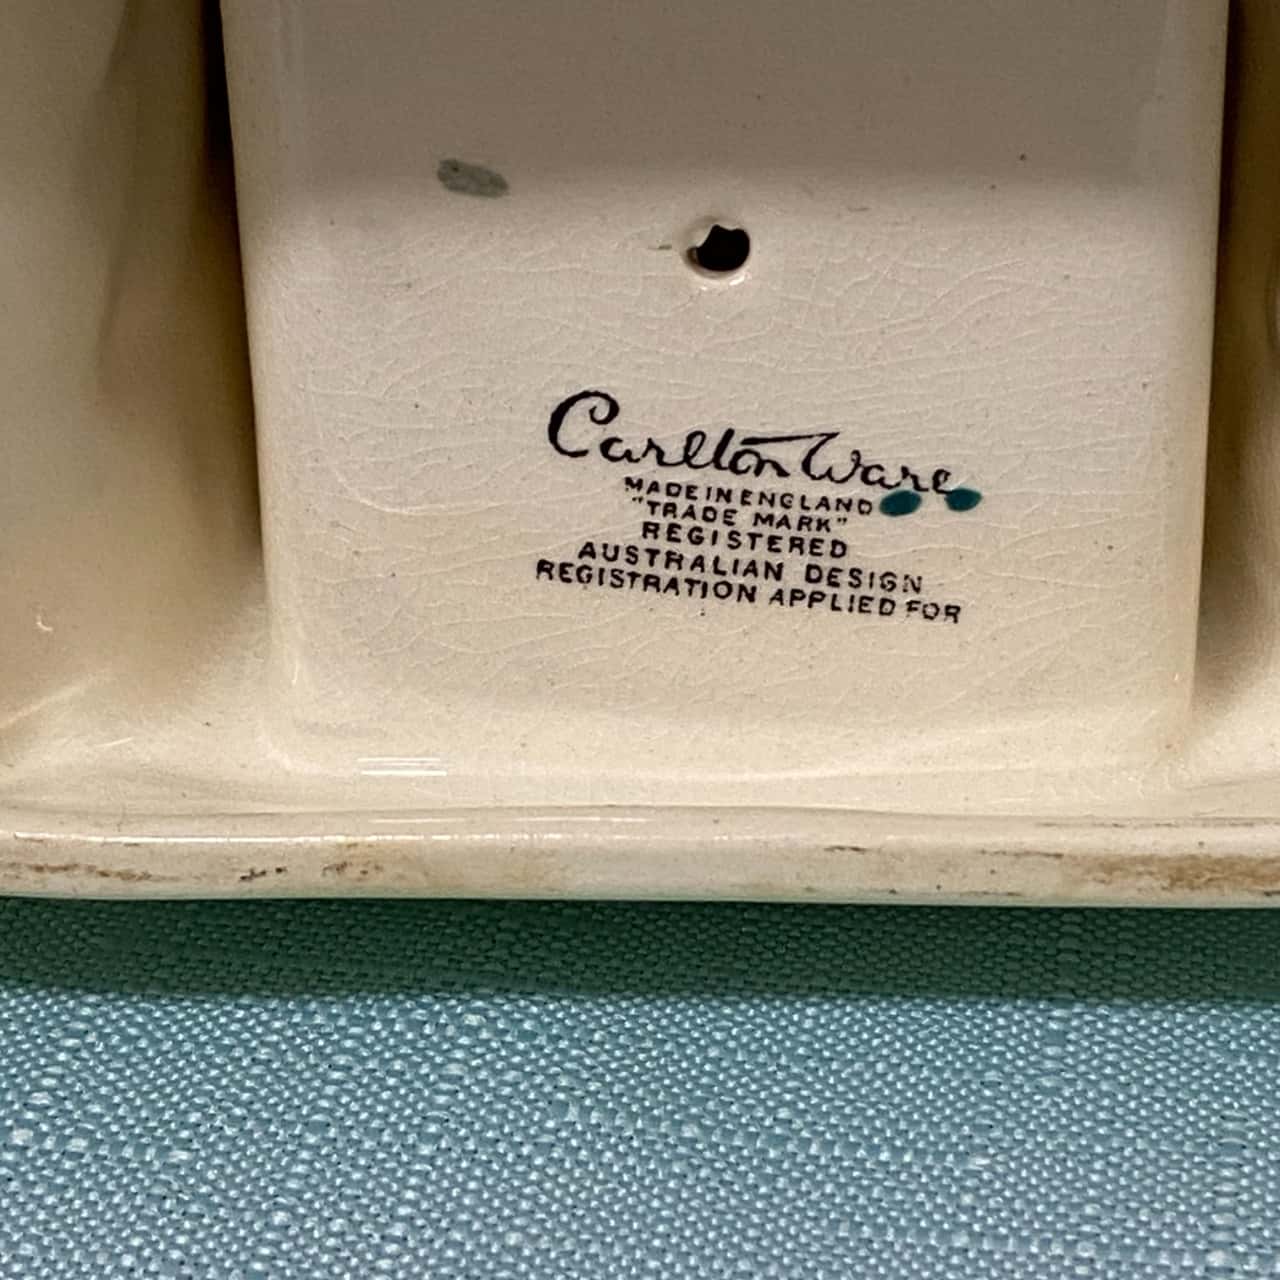 Carlton Ware
MADE IN ENGLAND
"TRADE MARK"
REGISTERED
AUSTRALIAN DESIGN
REGISTRATION APPLIED FOR